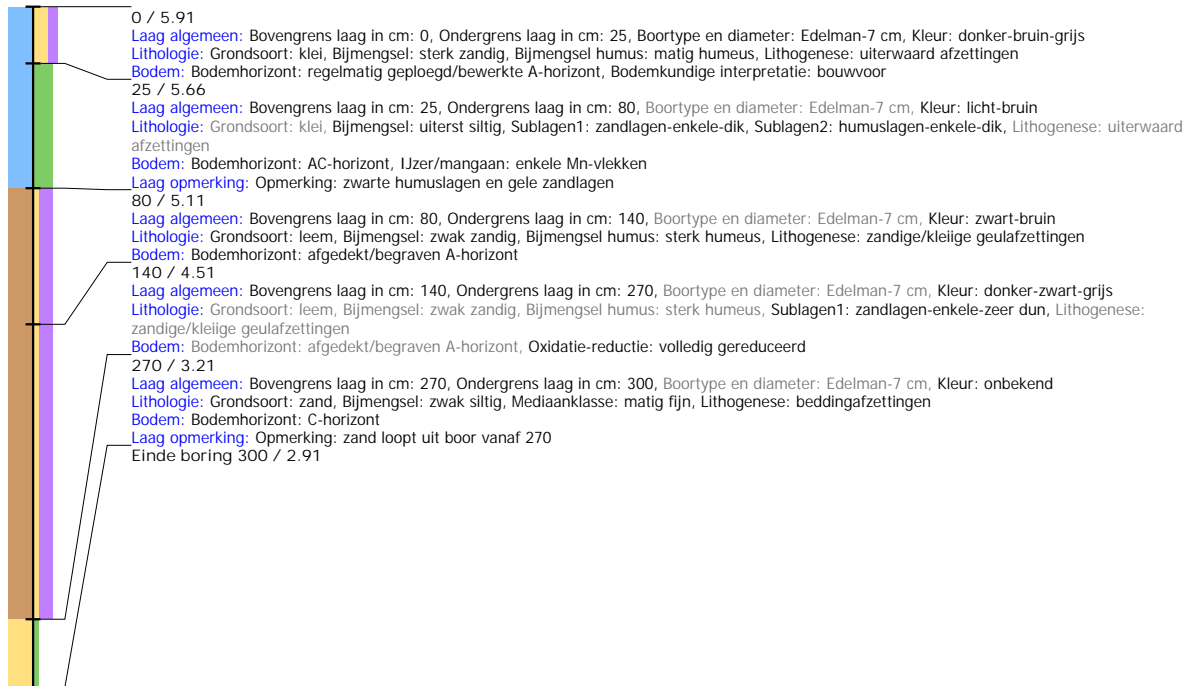 0 / 5.91
Laag algemeen: Bovengrens laag in cm: 0, Ondergrens laag in cm: 25, Boortype en diameter: Edelman-7 cm, Kleur: donker-bruin-grijs
Lithologie: Grondsoort: klei, Bijmengsel: sterk zandig, Bijmengsel humus: matig humeus, Lithogenese: uiterwaard afzettingen
Bodem: Bodemhorizont: regelmatig geploegd/bewerkte A-horizont, Bodemkundige interpretatie: bouwvoor
25 / 5.66
Laag algemeen: Bovengrens laag in cm: 25, Ondergrens laag in cm: 80, Boortype en diameter: Edelman-7 cm, Kleur: licht-bruin
Lithologie: Grondsoort: klei, Bijmengsel: uiterst siltig, Sublagen1: zandlagen-enkele-dik, Sublagen2: humuslagen-enkele-dik, Lithogenese: uiterwaard
afzettingen
Bodem: Bodemhorizont: AC-horizont, IJzer/mangaan: enkele Mn-vlekken
Laag opmerking: Opmerking: zwarte humuslagen en gele zandlagen
80 / 5.11
Laag algemeen: Bovengrens laag in cm: 80, Ondergrens laag in cm: 140, Boortype en diameter: Edelman-7 cm, Kleur: zwart-bruin
Lithologie: Grondsoort: leem, Bijmengsel: zwak zandig, Bijmengsel humus: sterk humeus, Lithogenese: zandige/kleiige geulafzettingen
Bodem: Bodemhorizont: afgedekt/begraven A-horizont
140 / 4.51
Laag algemeen: Bovengrens laag in cm: 140, Ondergrens laag in cm: 270, Boortype en diameter: Edelman-7 cm, Kleur: donker-zwart-grijs
Lithologie: Grondsoort: leem, Bijmengsel: zwak zandig, Bijmengsel humus: sterk humeus, Sublagen1: zandlagen-enkele-zeer dun, Lithogenese:
zandige/kleiige geulafzettingen
Bodem: Bodemhorizont: afgedekt/begraven A-horizont, Oxidatie-reductie: volledig gereduceerd
270 / 3.21
Laag algemeen: Bovengrens laag in cm: 270, Ondergrens laag in cm: 300, Boortype en diameter: Edelman-7 cm, Kleur: onbekend
Lithologie: Grondsoort: zand, Bijmengsel: zwak siltig, Mediaanklasse: matig fijn, Lithogenese: beddingafzettingen
Bodem: Bodemhorizont: C-horizont
Laag opmerking: Opmerking: zand loopt uit boor vanaf 270
Einde boring 300 / 2.91